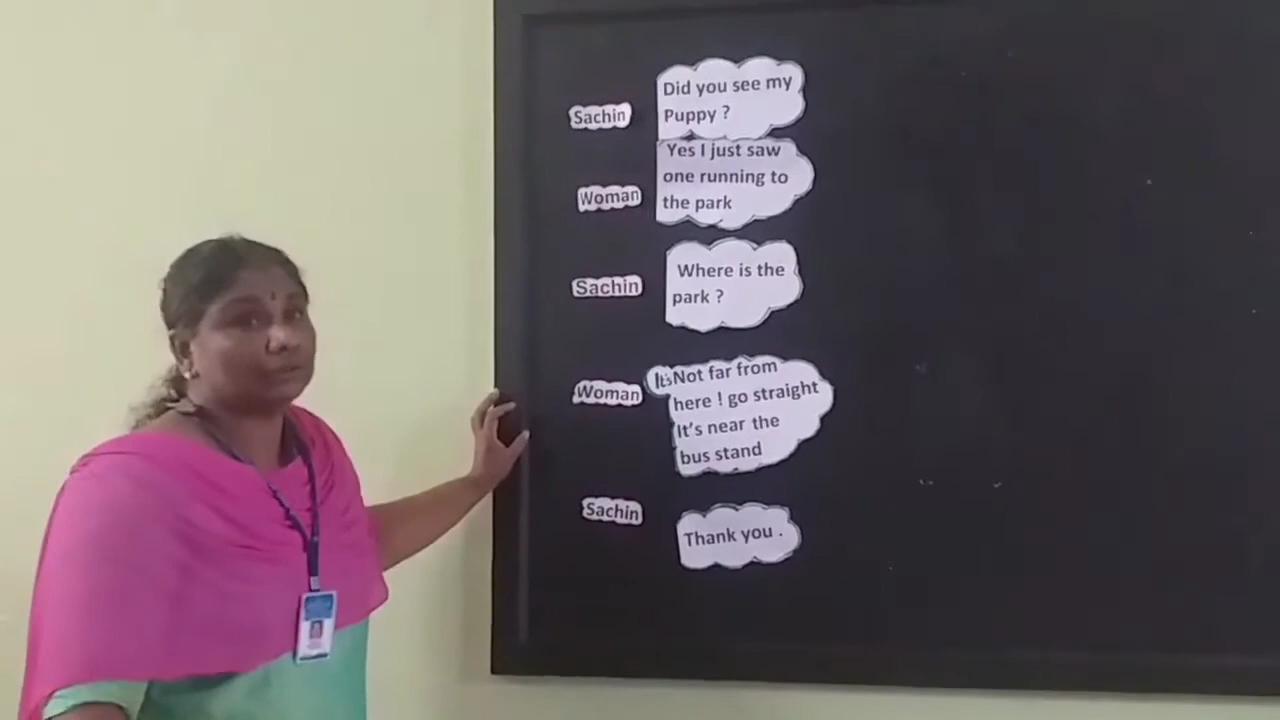 Sachin
Did you see my
Puppy ?
Woman
Yes I just saw
one running to
the park
Sachin
Where is the
park ?
Woman
It's Not far from
here ! go straight
It's near the
bus stand
Sachin
Thank you .